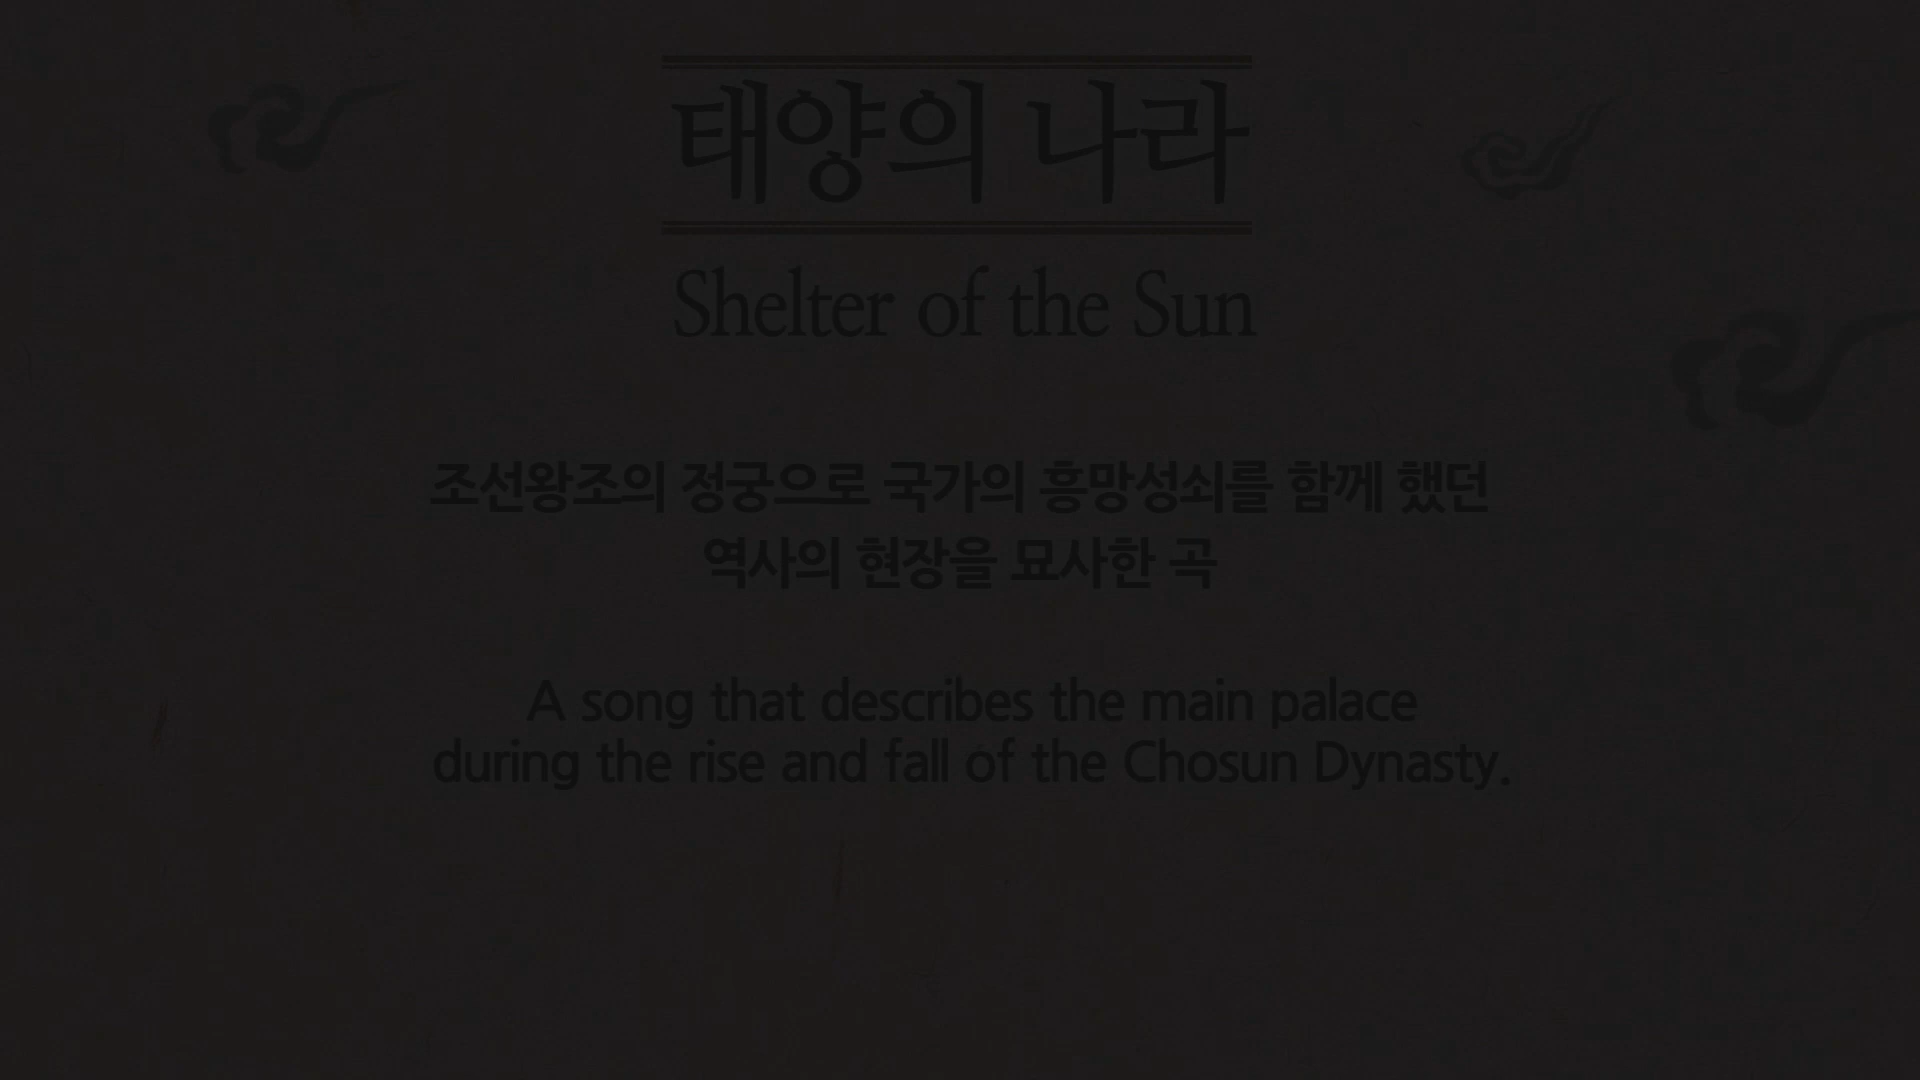 태양의 나라
Shelter of the Sun
조선왕조의 정궁으로 국가의 흥망성쇠를 함께 했던
역사의 현장을 묘사한 곡
A song that describes the main palace
during the rise and fall of the Chosun Dynasty.